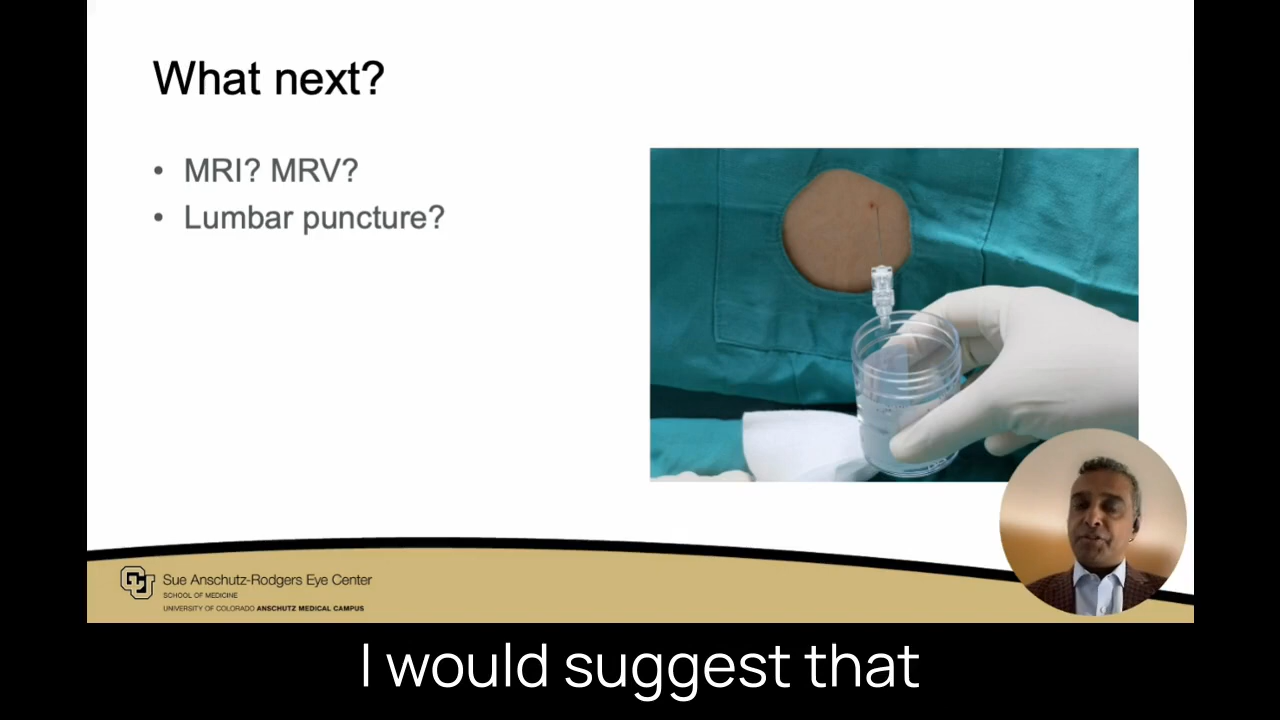 What next?
• MRI? MRV?
• Lumbar puncture?
CU
Sue Anschutz-Rodgers Eye Center
SCHOOL OF MEDICINE
UNIVERSITY OF COLORADO ANSCHUTZ MEDICAL CAMPUS
I would suggest that